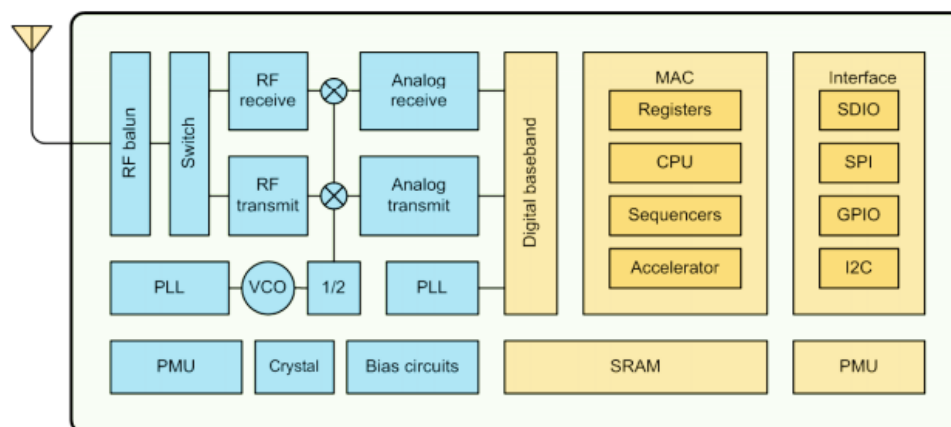 RF balun
Switch
RF
receive
Analog
receive
RF
transmit
Analog
transmit
PLL
VCO
1/2
PLL
Digital baseband
MAC
Registers
CPU
Sequencers
Accelerator
Interface
SDIO
SPI
GPIO
I2C
PMU
Crystal
Bias circuits
SRAM
PMU